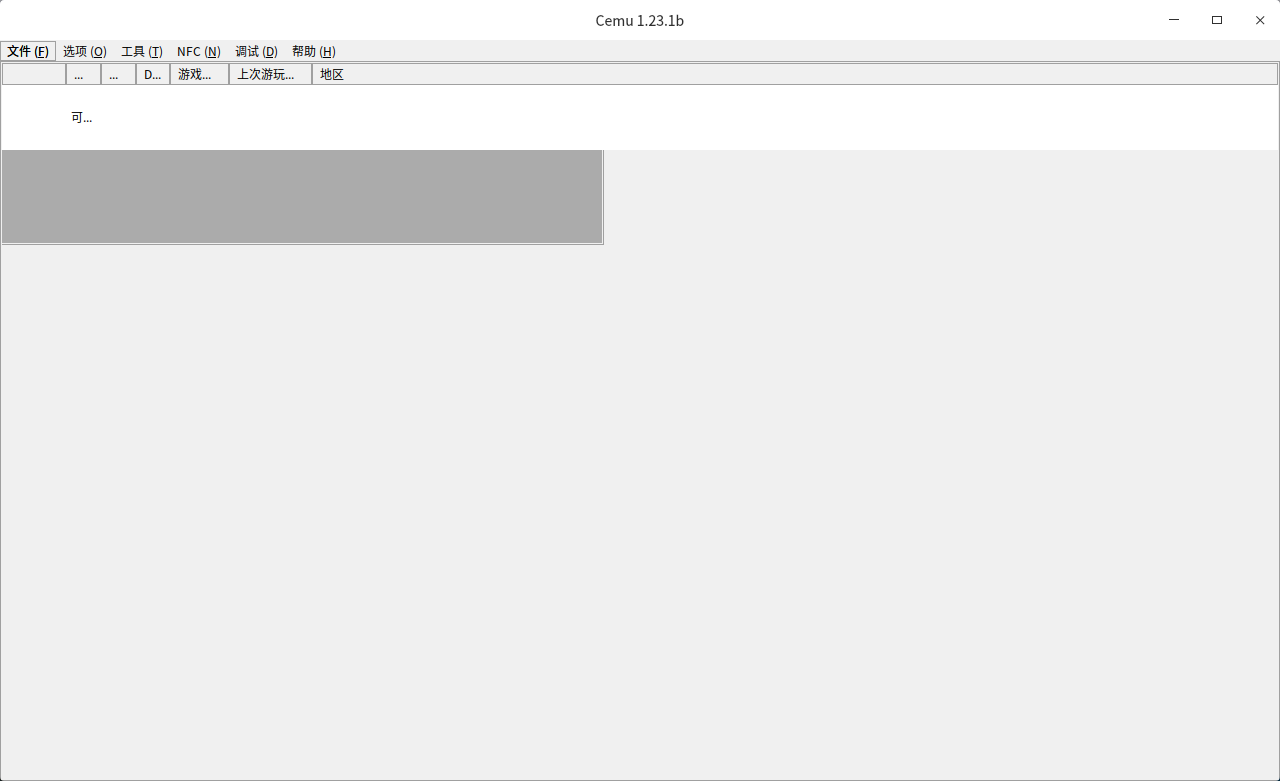 Cemu 1.23.1b
文件 (F) 选项 (O) 工具 (T) NFC (N) 调试 (D) 帮助 (H)
... ... D... 游戏... 上次游玩... 地区
可...